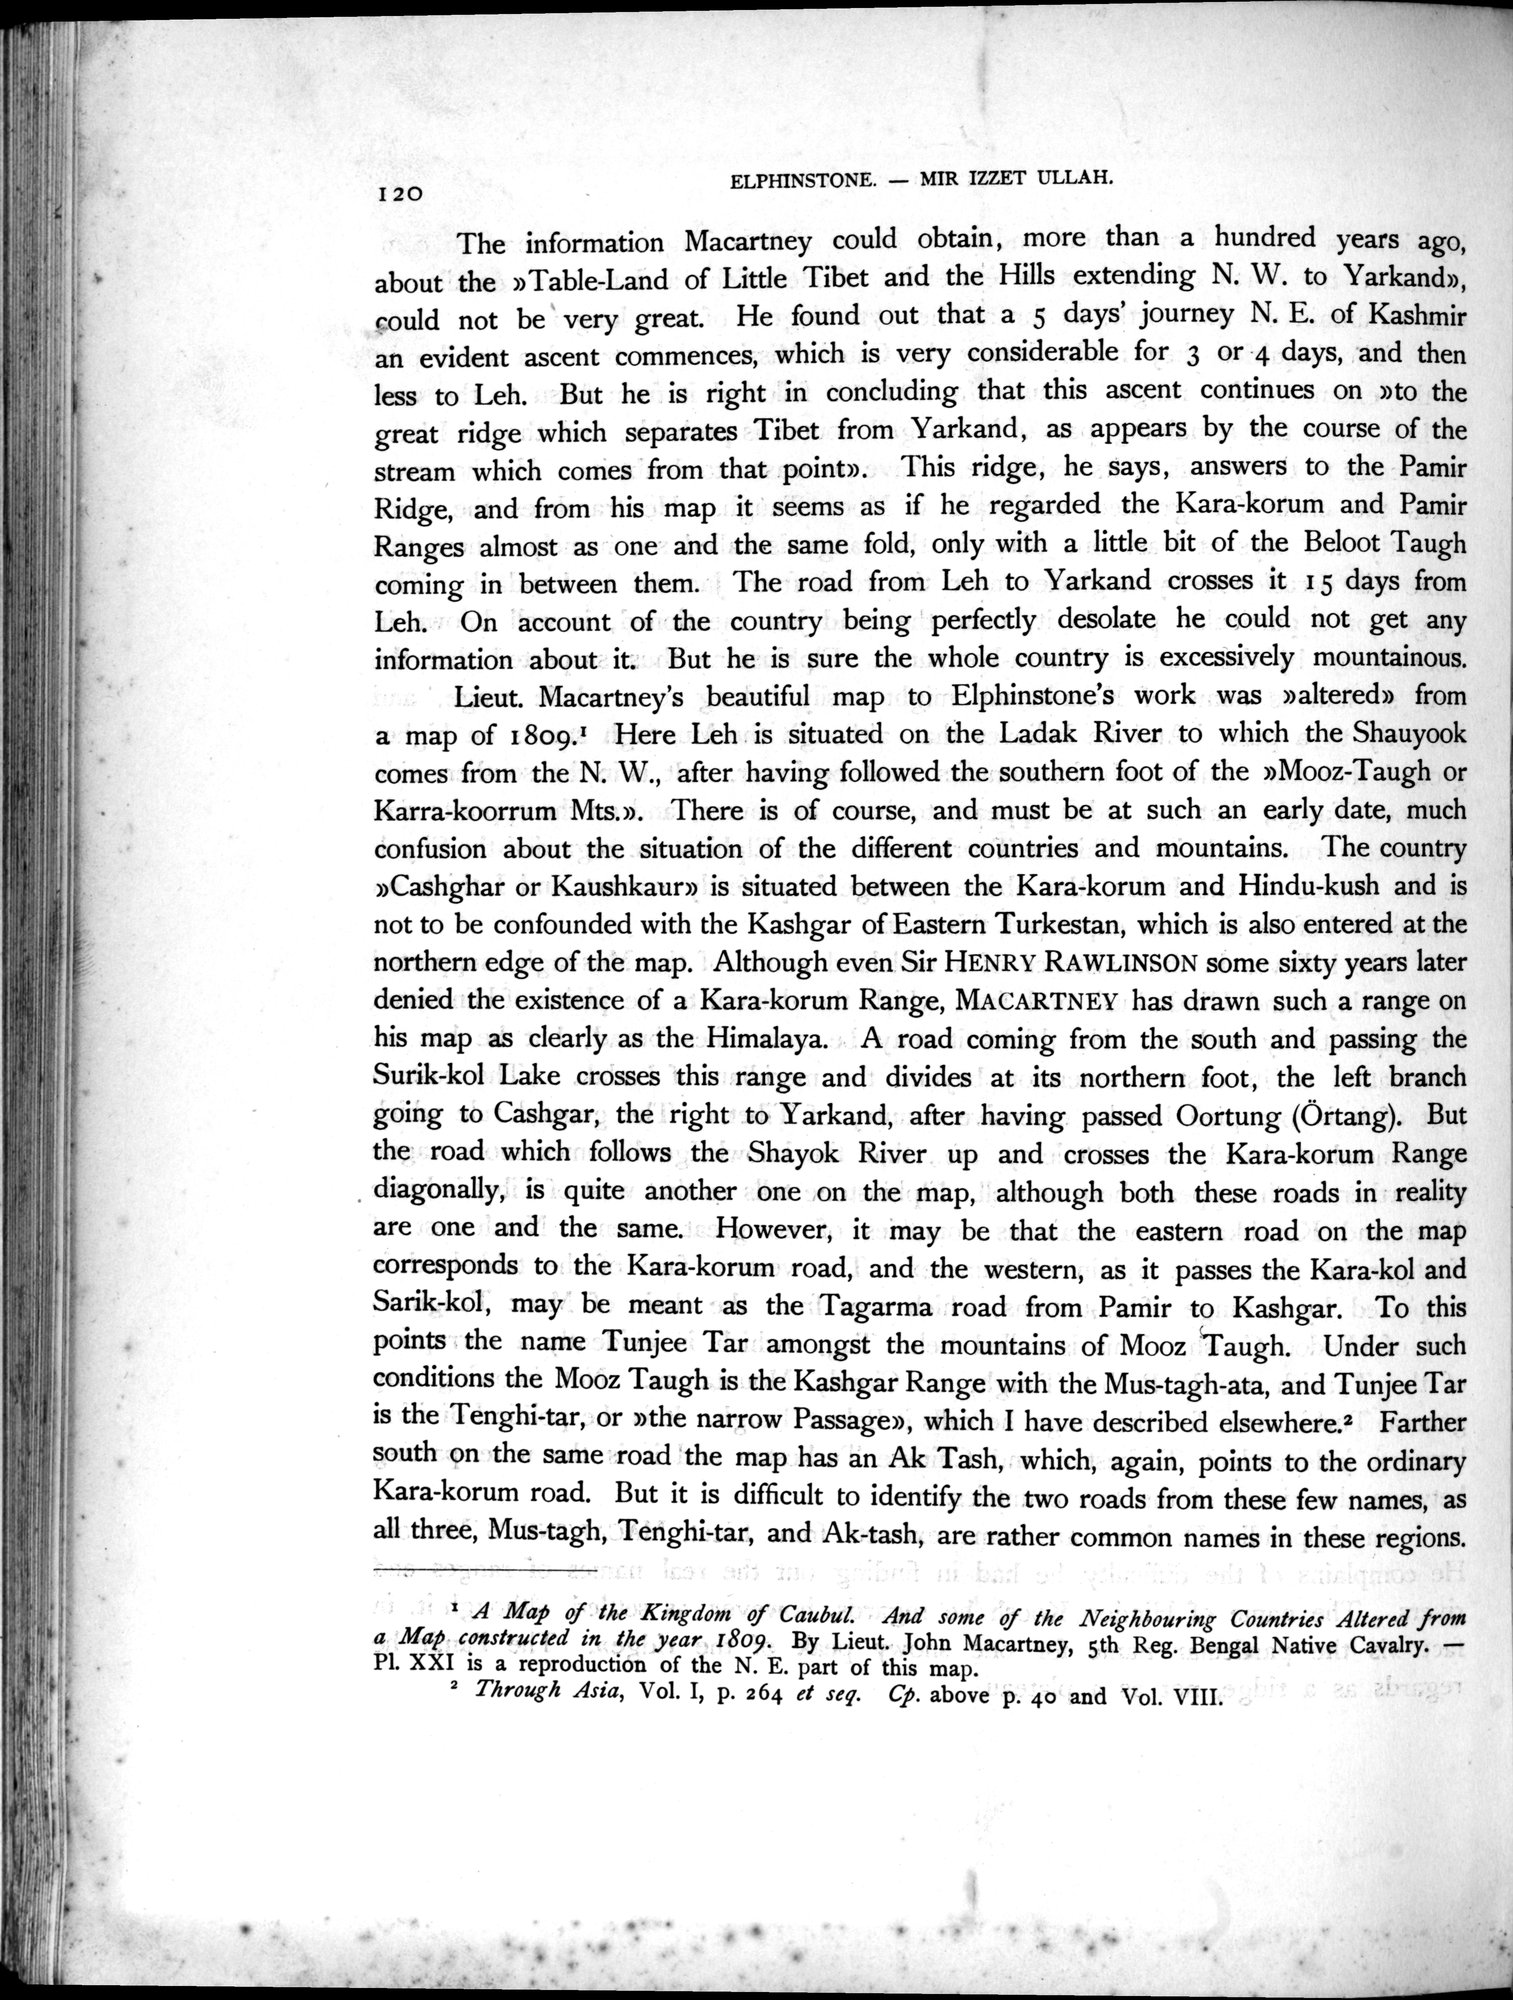 120
ELPHINSTONE. — MIR IZZET ULLAH.
The information Macartney could obtain, more than a hundred years ago,
about the »Table-Land of Little Tibet and the Hills extending N. W. to Yarkand»,
could not be very great. He found out that a 5 days' journey N. E. of Kashmir
an evident ascent commences, which is very considerable for 3 or 4 days, and then
less to Leh. But he is right in concluding that this ascent continues on »to the
great ridge which separates Tibet from Yarkand, as appears by the course of the
stream which comes from that point». This ridge, he says, answers to the Pamir
Ridge, and from his map it seems as if he regarded the Kara-korum and Pamir
Ranges almost as one and the same fold, only with a little bit of the Beloot Taugh
coming in between them. The road from Leh to Yarkand crosses it 15 days from
Leh. On account of the country being perfectly desolate he could not get any
information about it. But he is sure the whole country is excessively mountainous.
Lieut. Macartney's beautiful map to Elphinstone's work was »altered» from
a map of 1809.¹ Here Leh is situated on the Ladak River to which the Shauyook
comes from the N. W., after having followed the southern foot of the »Mooz-Taugh or
Karra-koorrum Mts.». There is of course, and must be at such an early date, much
confusion about the situation of the different countries and mountains. The country
»Cashghar or Kaushkaur» is situated between the Kara-korum and Hindu-kush and is
not to be confounded with the Kashgar of Eastern Turkestan, which is also entered at the
northern edge of the map. Although even Sir HENRY RAWLINSON some sixty years later
denied the existence of a Kara-korum Range, MACARTNEY has drawn such a range on
his map as clearly as the Himalaya. A road coming from the south and passing the
Surik-kol Lake crosses this range and divides at its northern foot, the left branch
going to Cashgar, the right to Yarkand, after having passed Oortung (Örtang). But
the road which follows the Shayok River up and crosses the Kara-korum Range
diagonally, is quite another one on the map, although both these roads in reality
are one and the same. However, it may be that the eastern road on the map
corresponds to the Kara-korum road, and the western, as it passes the Kara-kol and
Sarik-kol, may be meant as the Tagarma road from Pamir to Kashgar. To this
points the name Tunjee Tar amongst the mountains of Mooz Taugh. Under such
conditions the Mooz Taugh is the Kashgar Range with the Mus-tagh-ata, and Tunjee Tar
is the Tenghi-tar, or »the narrow Passage», which I have described elsewhere.² Farther
south on the same road the map has an Ak Tash, which, again, points to the ordinary
Kara-korum road. But it is difficult to identify the two roads from these few names, as
all three, Mus-tagh, Tenghi-tar, and Ak-tash, are rather common names in these regions.
¹ A Map of the Kingdom of Caubul. And some of the Neighbouring Countries Altered from
a Map constructed in the year 1809. By Lieut. John Macartney, 5th Reg. Bengal Native Cavalry. —
Pl. XXI is a reproduction of the N. E. part of this map.
² Through Asia, Vol. I, p. 264 et seq. Cp. above p. 40 and Vol. VIII.